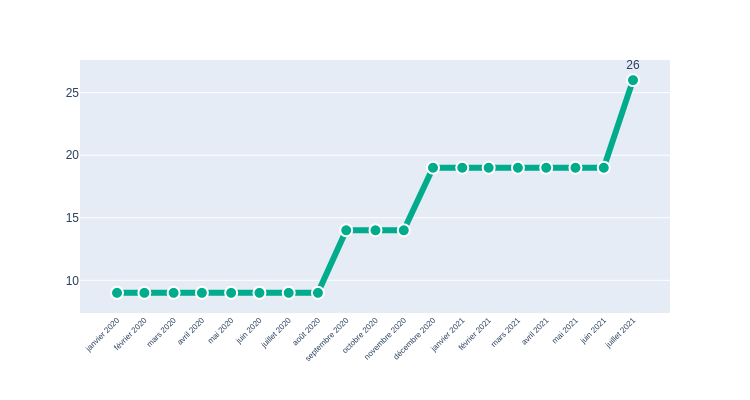 26
25
20
15
10
janvier 2020
février 2020
mars 2020
avril 2020
mai 2020
juin 2020
juillet 2020
août 2020
septembre 2020
octobre 2020
novembre 2020
décembre 2020
janvier 2021
février 2021
mars 2021
avril 2021
mai 2021
juin 2021
juillet 2021